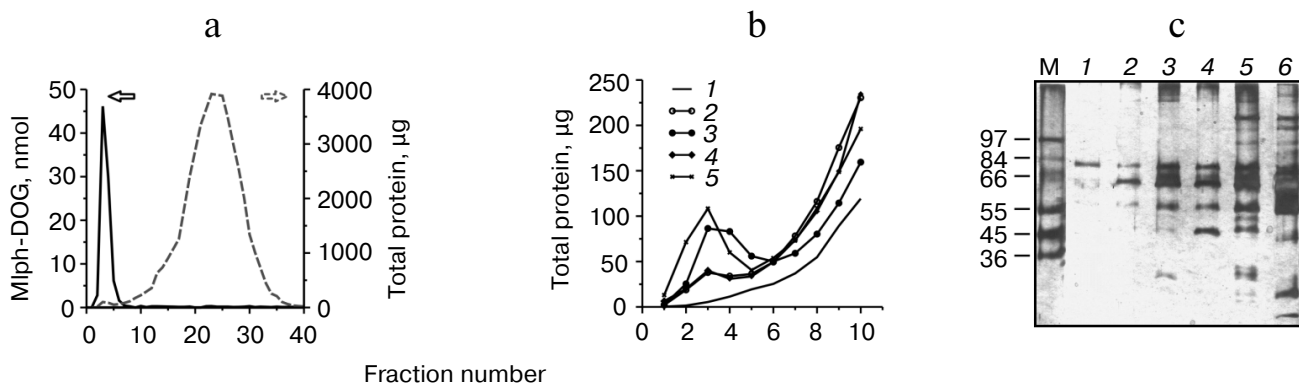 a
b
c
50
40
30
20
10
0
4000
3000
2000
1000
0
0 10 20 30 40
Mlph-DOG, nmol
Total protein, µg
250
200
150
100
50
0
0 2 4 6 8 10
Total protein, µg
1
2
3
4
5
Fraction number
M 1 2 3 4 5 6
97
84
66
55
45
36